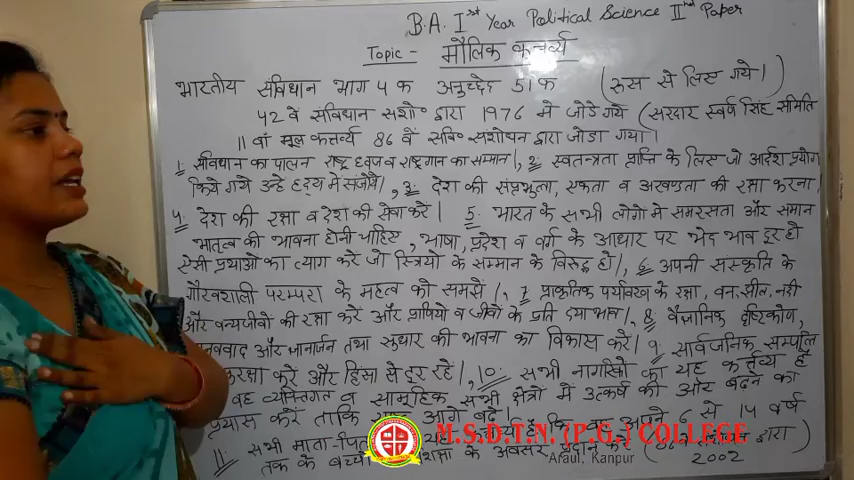 B.A Ist Year Political Science IInd Paper
Topic - मौलिक कर्त्तव्य
भारतीय संविधान भाग 4 क अनुच्छेद 51 क (रुस से लिए गये।)
42 वे संविधान संशो० द्वारा 1976 मे जोडे गये (सरदार स्वर्ण सिंह समिति
11 वां मूल कर्त्तव्य 86 वें संवि० संशोधन द्वारा जोडा गया।
1. संविधान का पालन राष्ट्र ध्वज व राष्ट्रगान का सम्मान।, 2. स्वतन्त्रता प्राप्ति के लिए जो आर्दश प्रयोग
किये गये उन्हे हृदय में संजोये।, 3. देश की संप्रभुता, एकता व अखण्डता की रक्षा करना।
4. देश की रक्षा व देश की सेवा करें। 5. भारत के सभी लोगो मे समरसता और समान
भातृत्व की भावना होनी चाहिए, भाषा, प्रदेश व वर्ग के आधार पर भेद भाव दूर हो
ऐसी प्रथाओ का त्याग करें जो स्त्रियो के सम्मान के विरुद्ध हो।, 6. अपनी संस्कृति के
गौरवशाली परम्परा के महत्व को समझें।, 7. प्राकृतिक पर्यावरण के रक्षा, वन, झील, नदी
और वन्यजीवों की रक्षा करें और प्राणियो व जीवों के प्रति दयाभाव।, 8. वैज्ञानिक दृष्टिकोण,
मानववाद और ज्ञानार्जन तथा सुधार की भावना का विकास करें। 9. सार्वजनिक सम्पत्ति
रक्षा करें और हिंसा से दूर रहें।, 10. सभी नागरिको का यह कर्त्तव्य है
वह व्यक्तिगत व सामूहिक सभी क्षेत्रो में उत्कर्ष की ओर बढ़ने का
प्रयास करें ताकि आगे बढे।
11. सभी माता-पिता अपने 6 से 14 वर्ष
तक के बच्चो शिक्षा के अवसर प्रदान करें ( द्वारा
2002 )
M.S.D.T.N. (P.G.) COLLEGE
Afaul, Kanpur